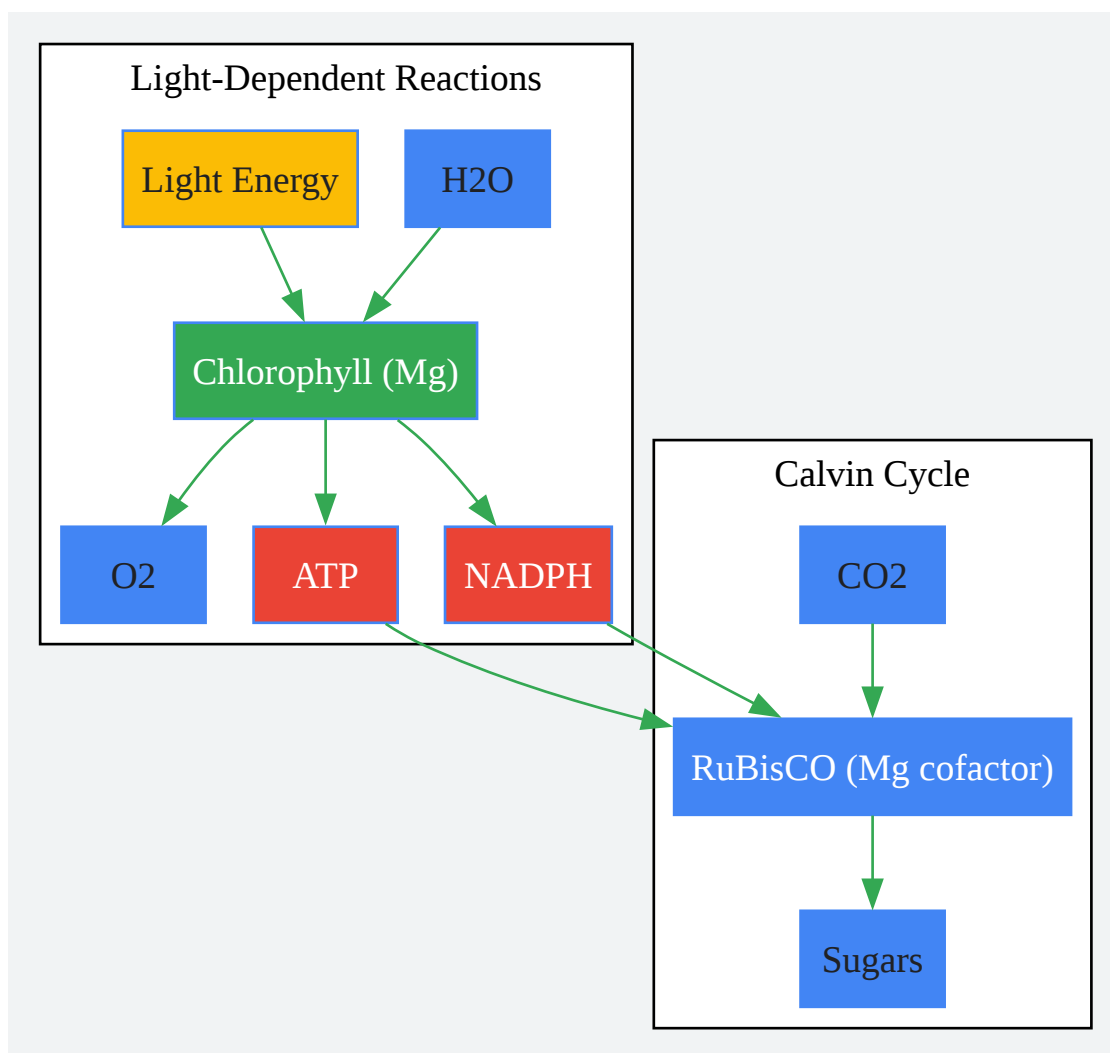 Light-Dependent Reactions
Light Energy
H2O
Chlorophyll (Mg)
O2
ATP
NADPH
Calvin Cycle
CO2
RuBisCO (Mg cofactor)
Sugars